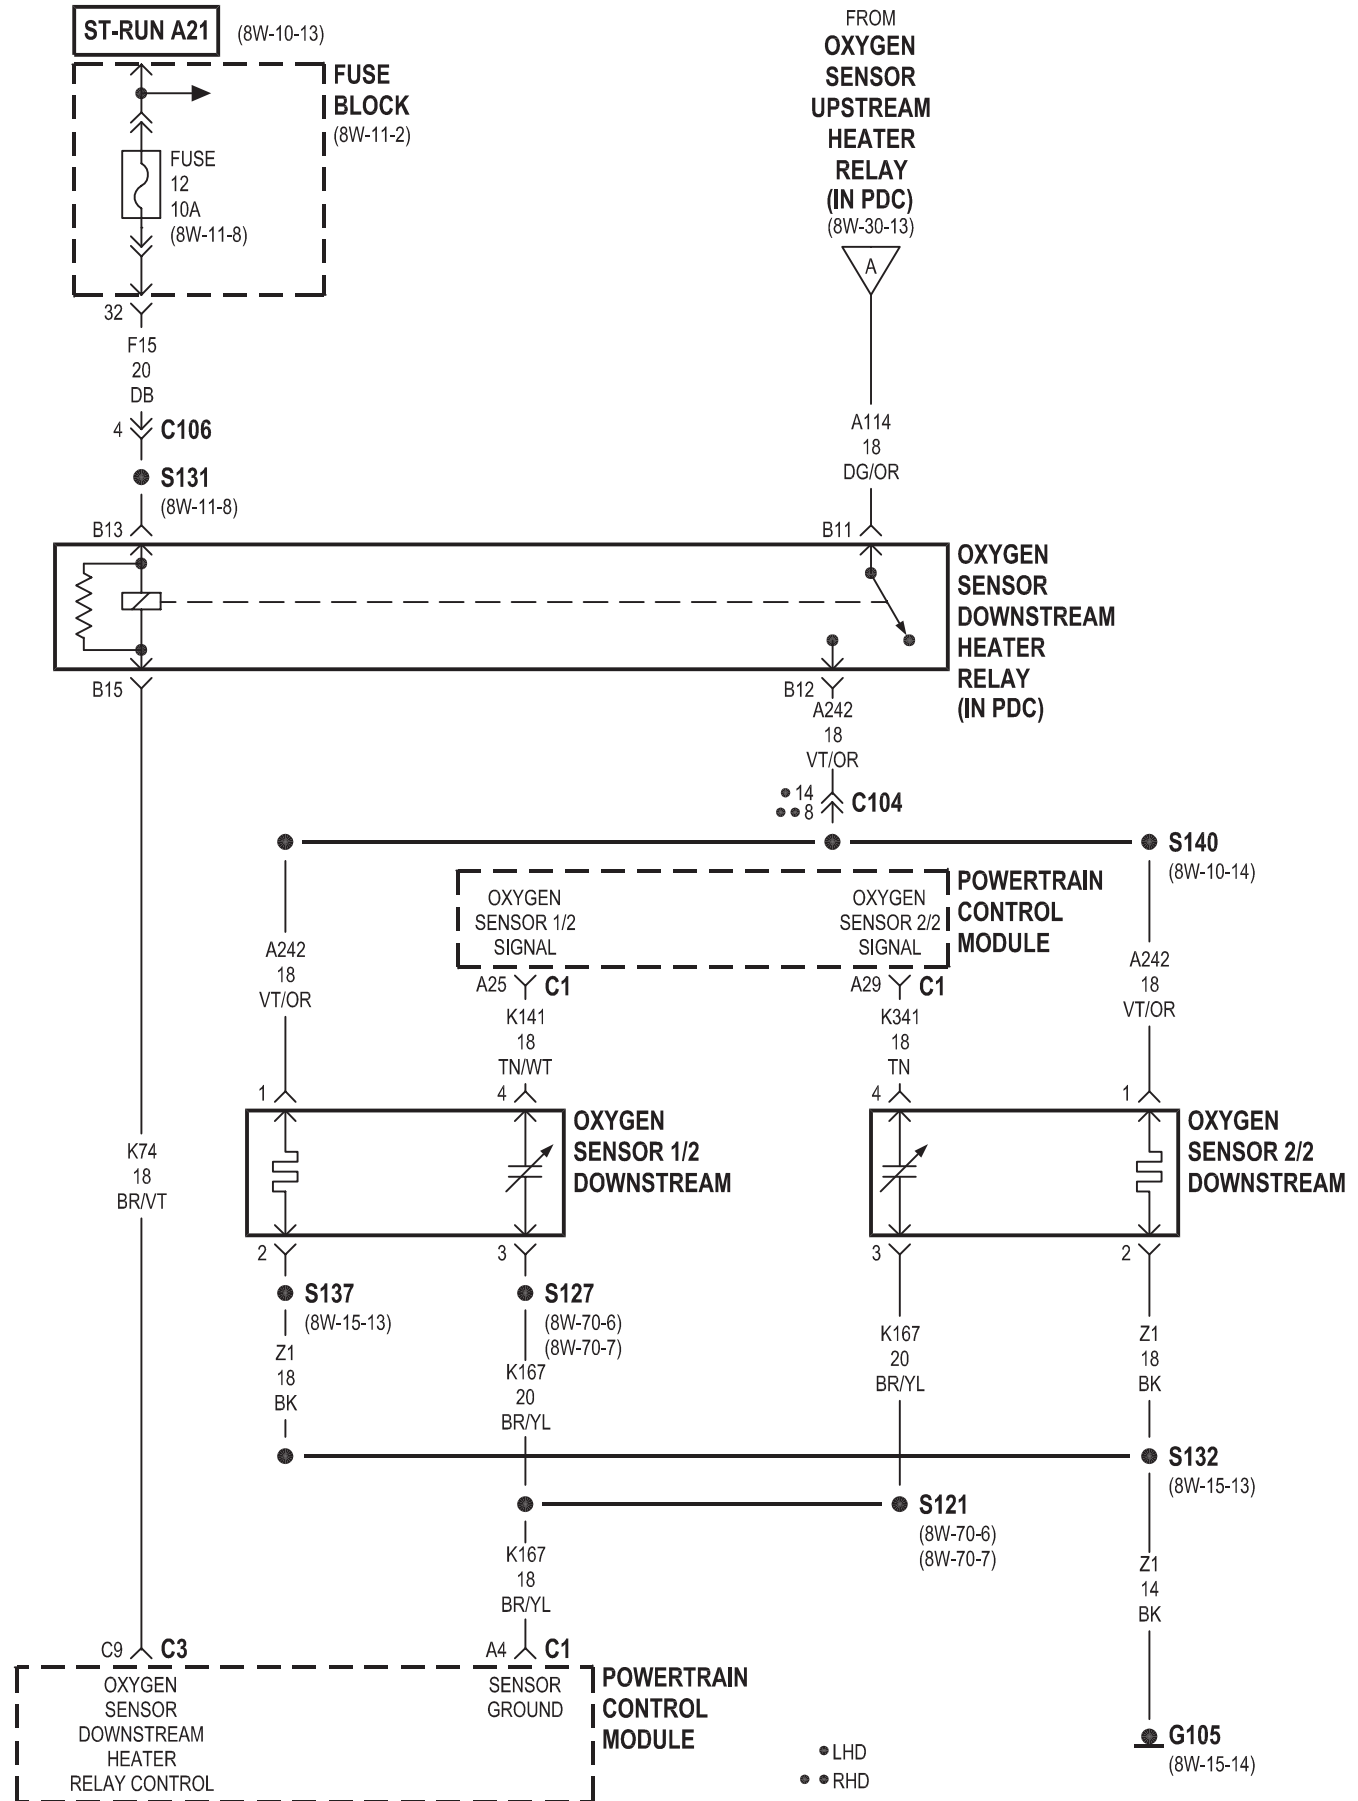 ST-RUN A21
(8W-10-13)
FUSE
BLOCK
(8W-11-2)
FUSE
12
10A
(8W-11-8)
32
F15
20
DB
4
C106
S131
(8W-11-8)
B13
FROM
OXYGEN
SENSOR
UPSTREAM
HEATER
RELAY
(IN PDC)
(8W-30-13)
A
A114
18
DG/OR
B11
OXYGEN
SENSOR
DOWNSTREAM
HEATER
RELAY
(IN PDC)
B15
B12
A242
18
VT/OR
14
8
C104
S140
(8W-10-14)
OXYGEN
SENSOR 1/2
SIGNAL
OXYGEN
SENSOR 2/2
SIGNAL
POWERTRAIN
CONTROL
MODULE
A242
18
VT/OR
A25
C1
K141
18
TN/WT
A29
C1
K341
18
TN
A242
18
VT/OR
1
4
4
1
OXYGEN
SENSOR 1/2
DOWNSTREAM
OXYGEN
SENSOR 2/2
DOWNSTREAM
K74
18
BR/VT
2
3
3
2
S137
(8W-15-13)
S127
(8W-70-6)
(8W-70-7)
Z1
18
BK
K167
20
BR/YL
K167
20
BR/YL
Z1
18
BK
S132
(8W-15-13)
S121
(8W-70-6)
(8W-70-7)
K167
18
BR/YL
Z1
14
BK
C9
C3
A4
C1
OXYGEN
SENSOR
DOWNSTREAM
HEATER
RELAY CONTROL
SENSOR
GROUND
POWERTRAIN
CONTROL
MODULE
LHD
RHD
G105
(8W-15-14)